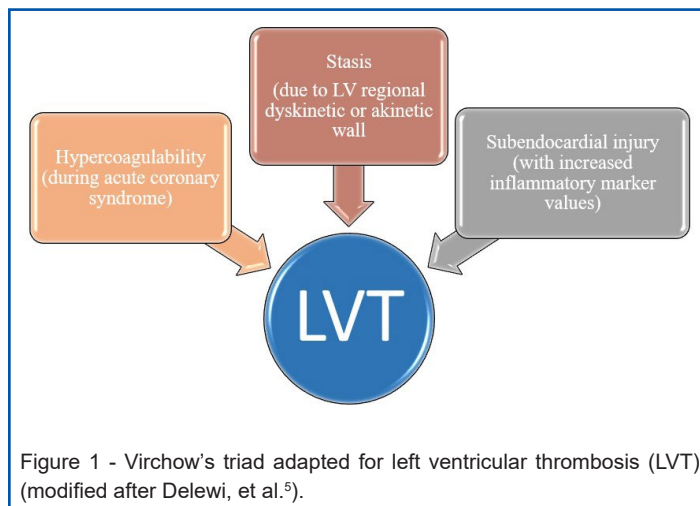 Stasis
(due to LV regional
dyskinetic or akinetic
wall
Hypercoagulability
(during acute coronary
syndrome)
Subendocardial injury
(with increased
inflammatory marker
values)
LVT
Figure 1 - Virchow’s triad adapted for left ventricular thrombosis (LVT)
(modified after Delewi, et al.⁵).